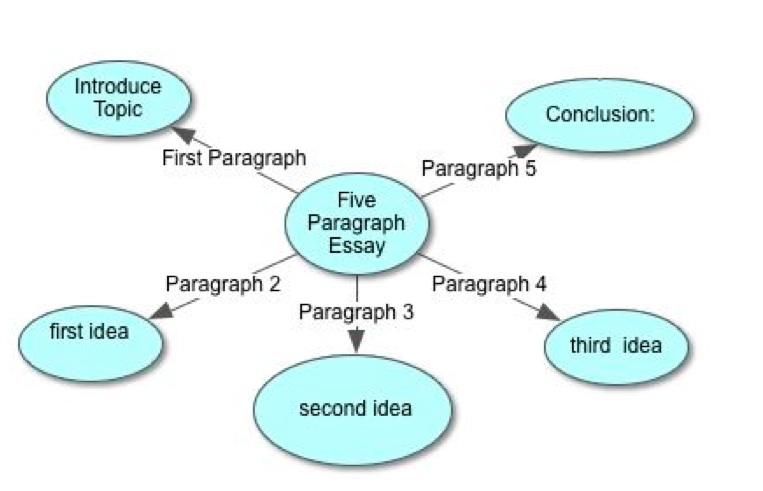 Introduce
Topic
Conclusion:
First Paragraph
Paragraph 5
Five
Paragraph
Essay
Paragraph 2
Paragraph 4
Paragraph 3
first idea
third  idea
second idea